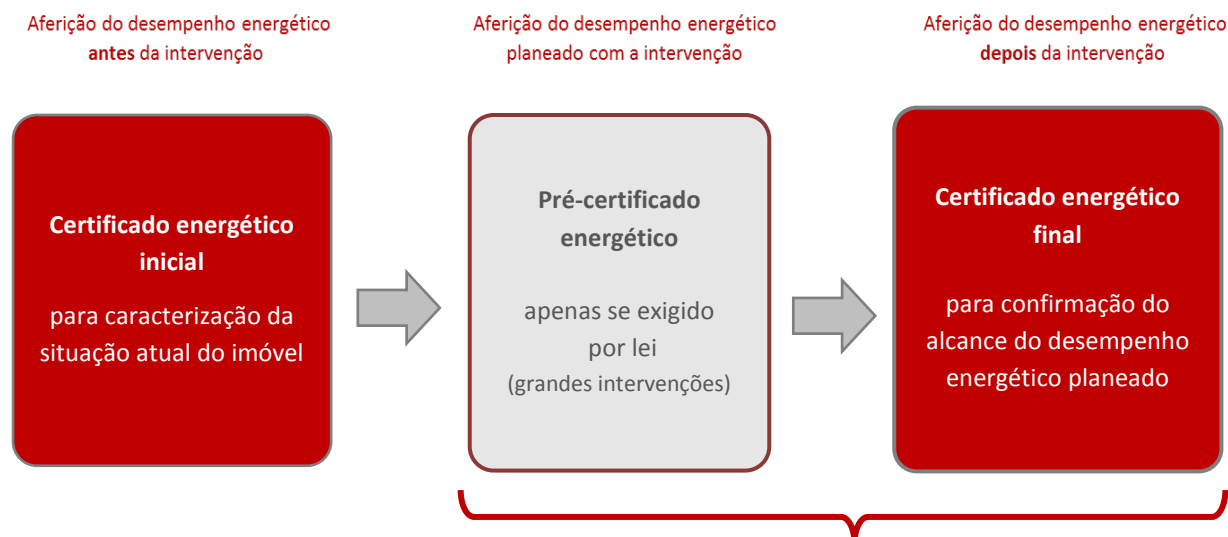 Aferição do desempenho energético
antes da intervenção
Aferição do desempenho energético
planeado com a intervenção
Aferição do desempenho energético
depois da intervenção
Certificado energético
inicial
para caracterização da
situação atual do imóvel
Pré-certificado
energético
apenas se exigido
por lei
(grandes intervenções)
Certificado energético
final
para confirmação do
alcance do desempenho
energético planeado